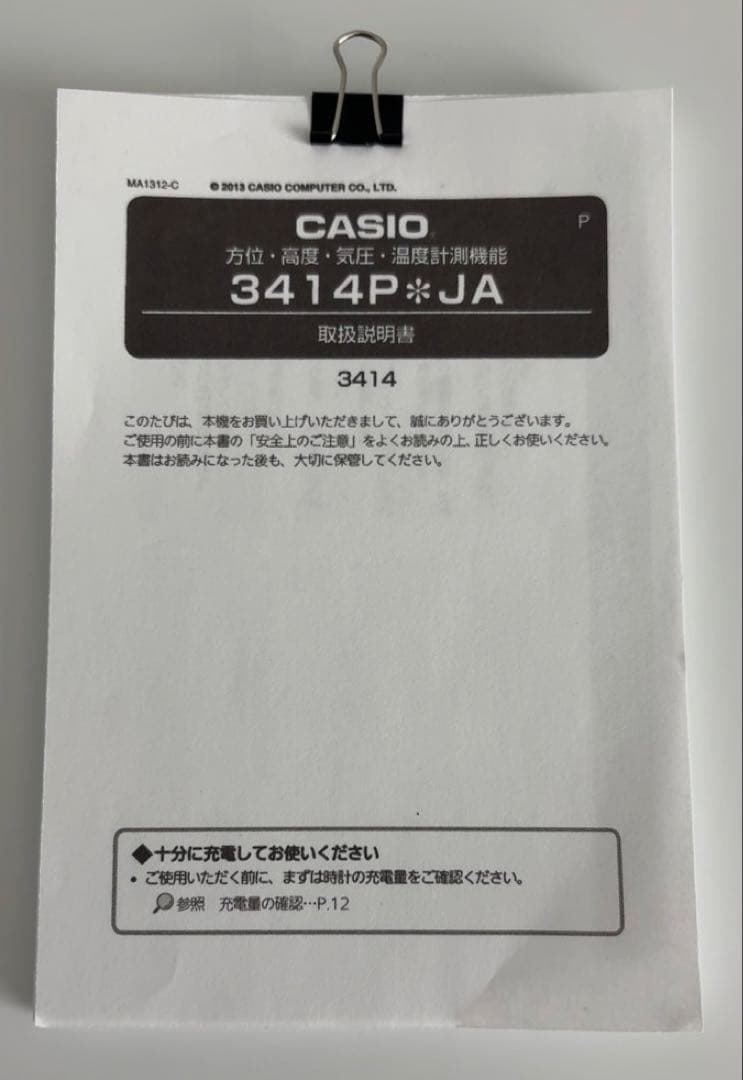 MA1312-C © 2013 CASIO COMPUTER CO., LTD.
CASIO P
方位・高度・気圧・温度計測機能
3414P＊JA
取扱説明書
3414
このたびは、本機をお買い上げいただきまして、誠にありがとうございます。
ご使用の前に本書の「安全上のご注意」をよくお読みの上、正しくお使いください。
本書はお読みになった後も、大切に保管してください。
◆十分に充電してお使いください
• ご使用いただく前に、まずは時計の充電量をご確認ください。
参照 充電量の確認…P.12